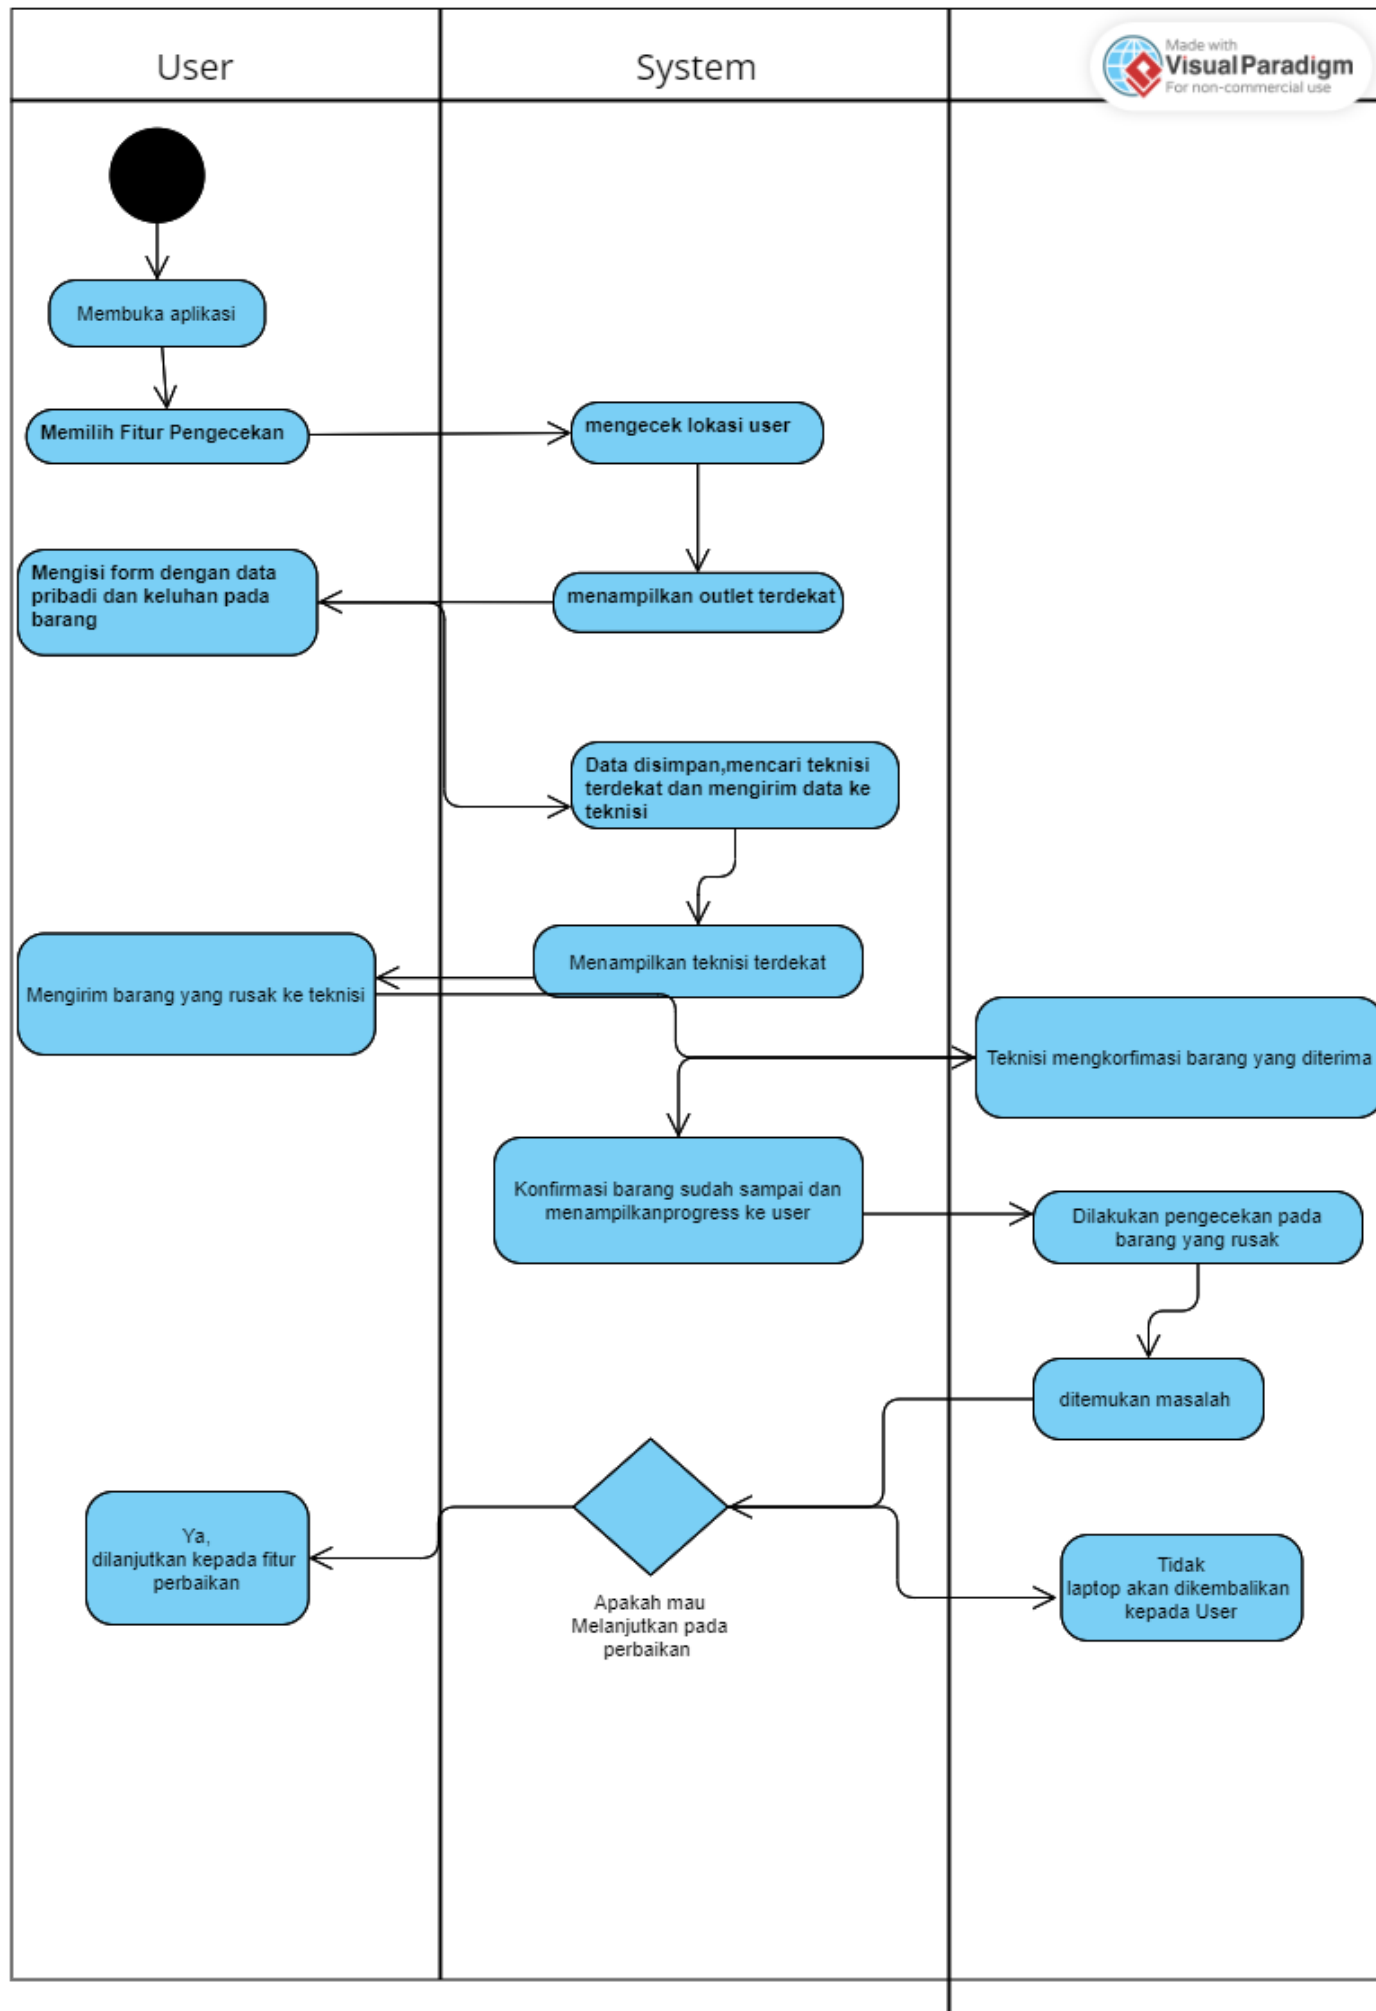 User
System
Made with
Visual Paradigm
For non-commercial use
Membuka aplikasi
Memilih Fitur Pengecekan
mengecek lokasi user
Mengisi form dengan data
pribadi dan keluhan pada
barang
menampilkan outlet terdekat
Data disimpan,mencari teknisi
terdekat dan mengirim data ke
teknisi
Menampilkan teknisi terdekat
Mengirim barang yang rusak ke teknisi
Teknisi mengkorfimasi barang yang diterima
Konfirmasi barang sudah sampai dan
menampilkanprogress ke user
Dilakukan pengecekan pada
barang yang rusak
ditemukan masalah
Ya,
dilanjutkan kepada fitur
perbaikan
Apakah mau
Melanjutkan pada
perbaikan
Tidak
laptop akan dikembalikan
kepada User